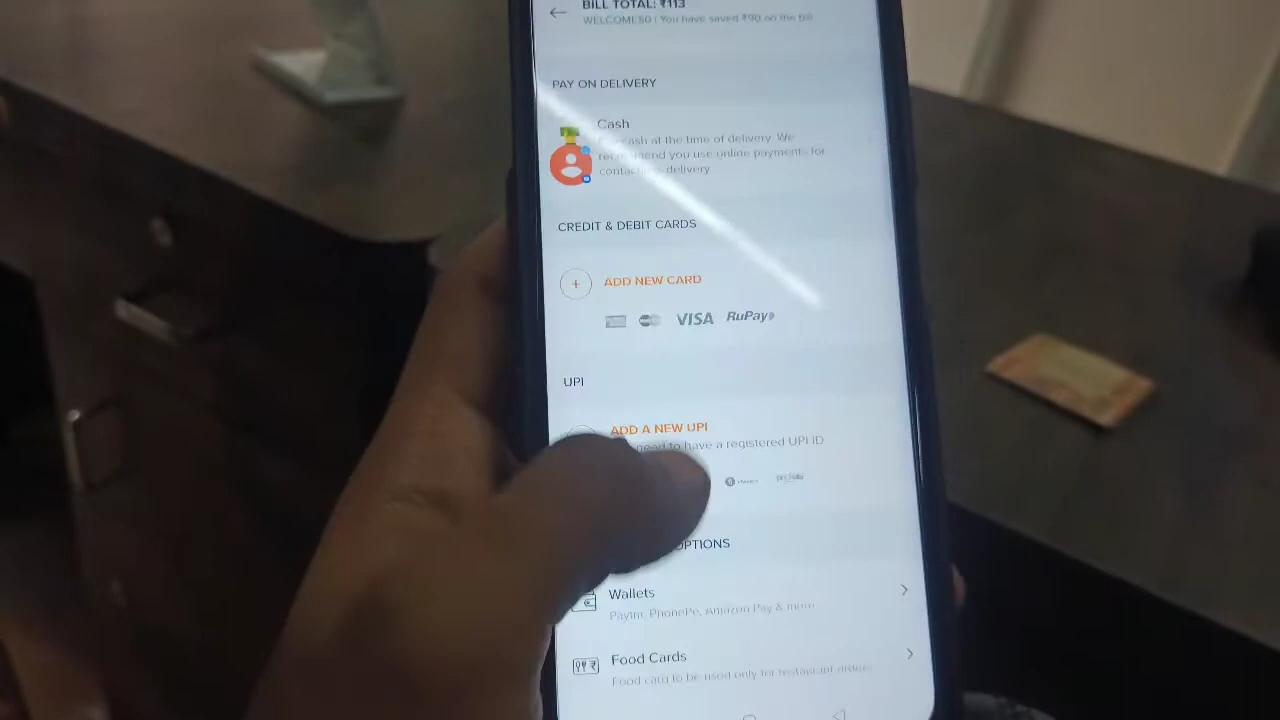 BILL TOTAL: ₹113
WELCOME50 | You have saved ₹90 on the bill
PAY ON DELIVERY
Cash
cash at the time of delivery. We
recommend you use online payments for
contactless delivery
CREDIT & DEBIT CARDS
+ ADD NEW CARD
VISA RuPay
UPI
ADD A NEW UPI
need to have a registered UPI ID
OPTIONS
Wallets
Paytm, PhonePe, Amazon Pay & more
Food Cards
Food card to be used only for restaurant orders